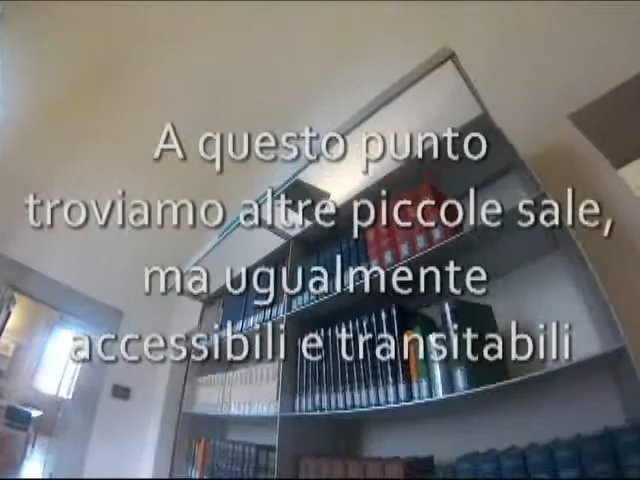 A questo punto
troviamo altre piccole sale,
ma ugualmente
accessibili e transitabili